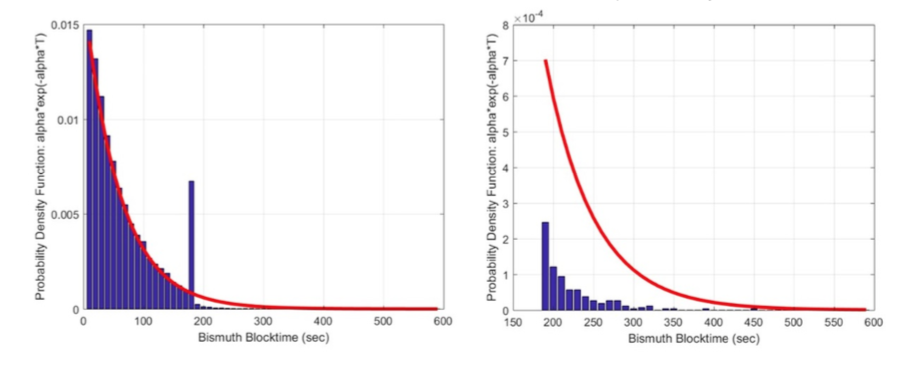 Probability Density Function: alpha*exp(-alpha*T)
0.015
0.01
0.005
0
0 100 200 300 400 500 600
Bismuth Blocktime (sec)
Probability Density Function: alpha*exp(-alpha*T)
×10-4
8
7
6
5
4
3
2
1
0
150 200 250 300 350 400 450 500 550 600
Bismuth Blocktime (sec)